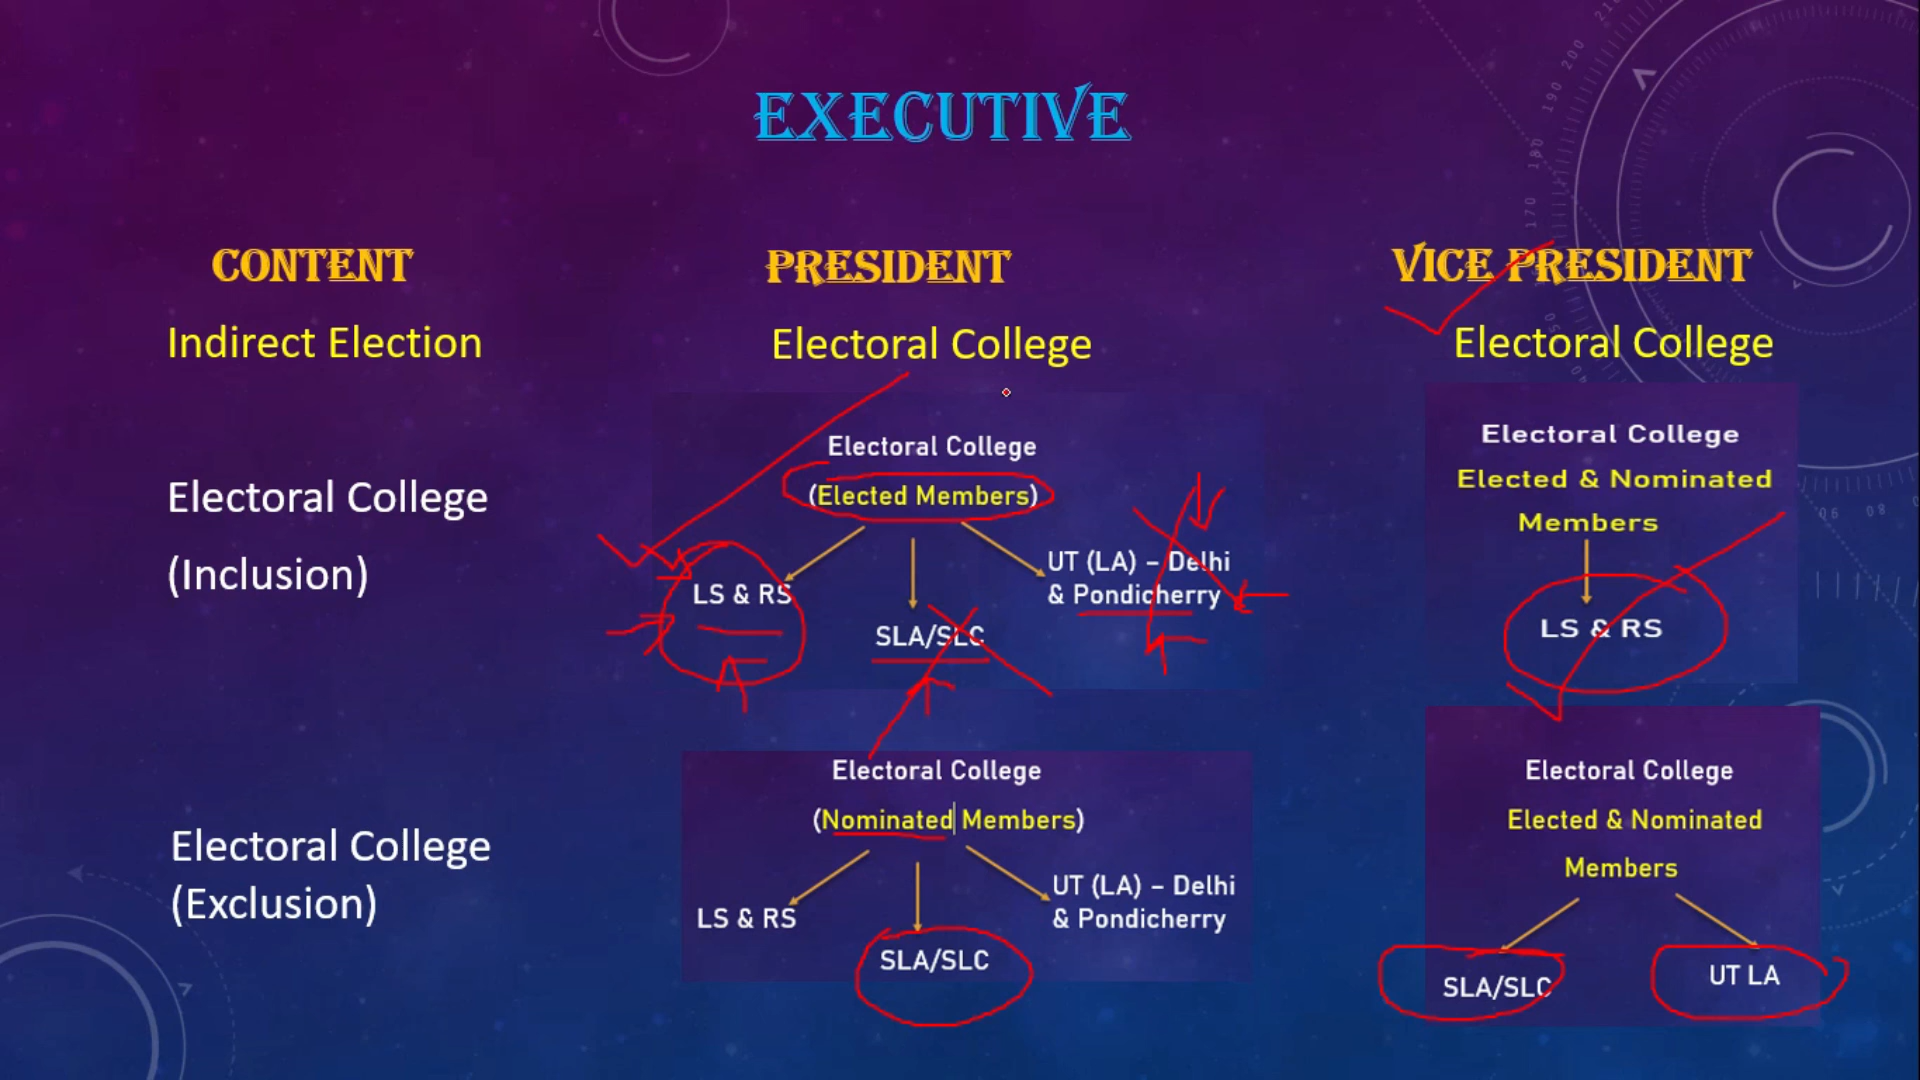 EXECUTIVE
CONTENT
PRESIDENT
VICE PRESIDENT
Indirect Election
Electoral College
Electoral College
Electoral College
(Inclusion)
Electoral College
(Elected Members)
LS & RS
SLA/SLC
UT (LA) – Delhi
& Pondicherry
Electoral College
Elected & Nominated
Members
LS & RS
Electoral College
(Exclusion)
Electoral College
(Nominated Members)
LS & RS
SLA/SLC
UT (LA) – Delhi
& Pondicherry
Electoral College
Elected & Nominated
Members
SLA/SLC
UT LA